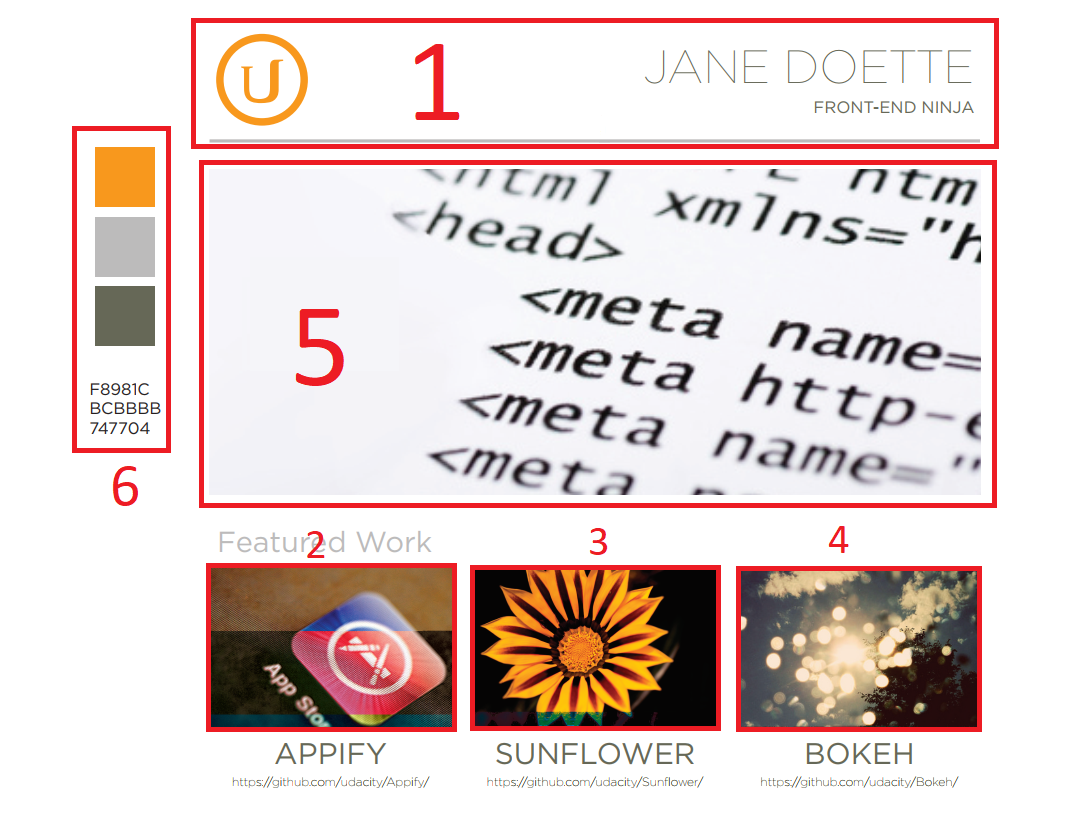 1
U
JANE DOETTE
FRONT-END NINJA
F8981C
BCBBBB
747704
6
<html
htm
xmlns="h
<head>
<meta name=
<meta http-e
<meta name="
<meta
5
Featured Work
2
3
4
App Stor
APPIFY
SUNFLOWER
BOKEH
https://github.com/udacity/Appify/
https://github.com/udacity/Sunflower/
https://github.com/udacity/Bokeh/